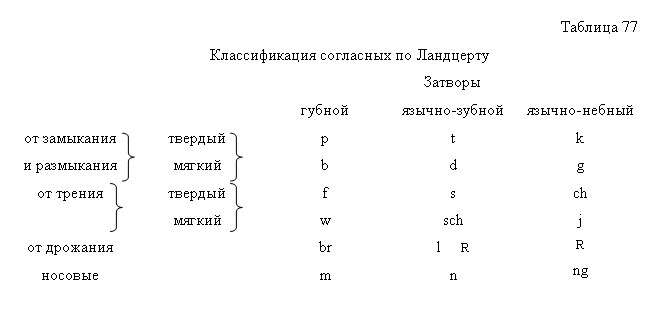 Таблица 77
Классификация согласных по Ландцерту
Затворы
губной язычно-зубной язычно-небный
от замыкания твердый p t k
и размыкания мягкий b d g
от трения твердый f s ch
мягкий w sch j
от дрожания br l R R
носовые m n ng